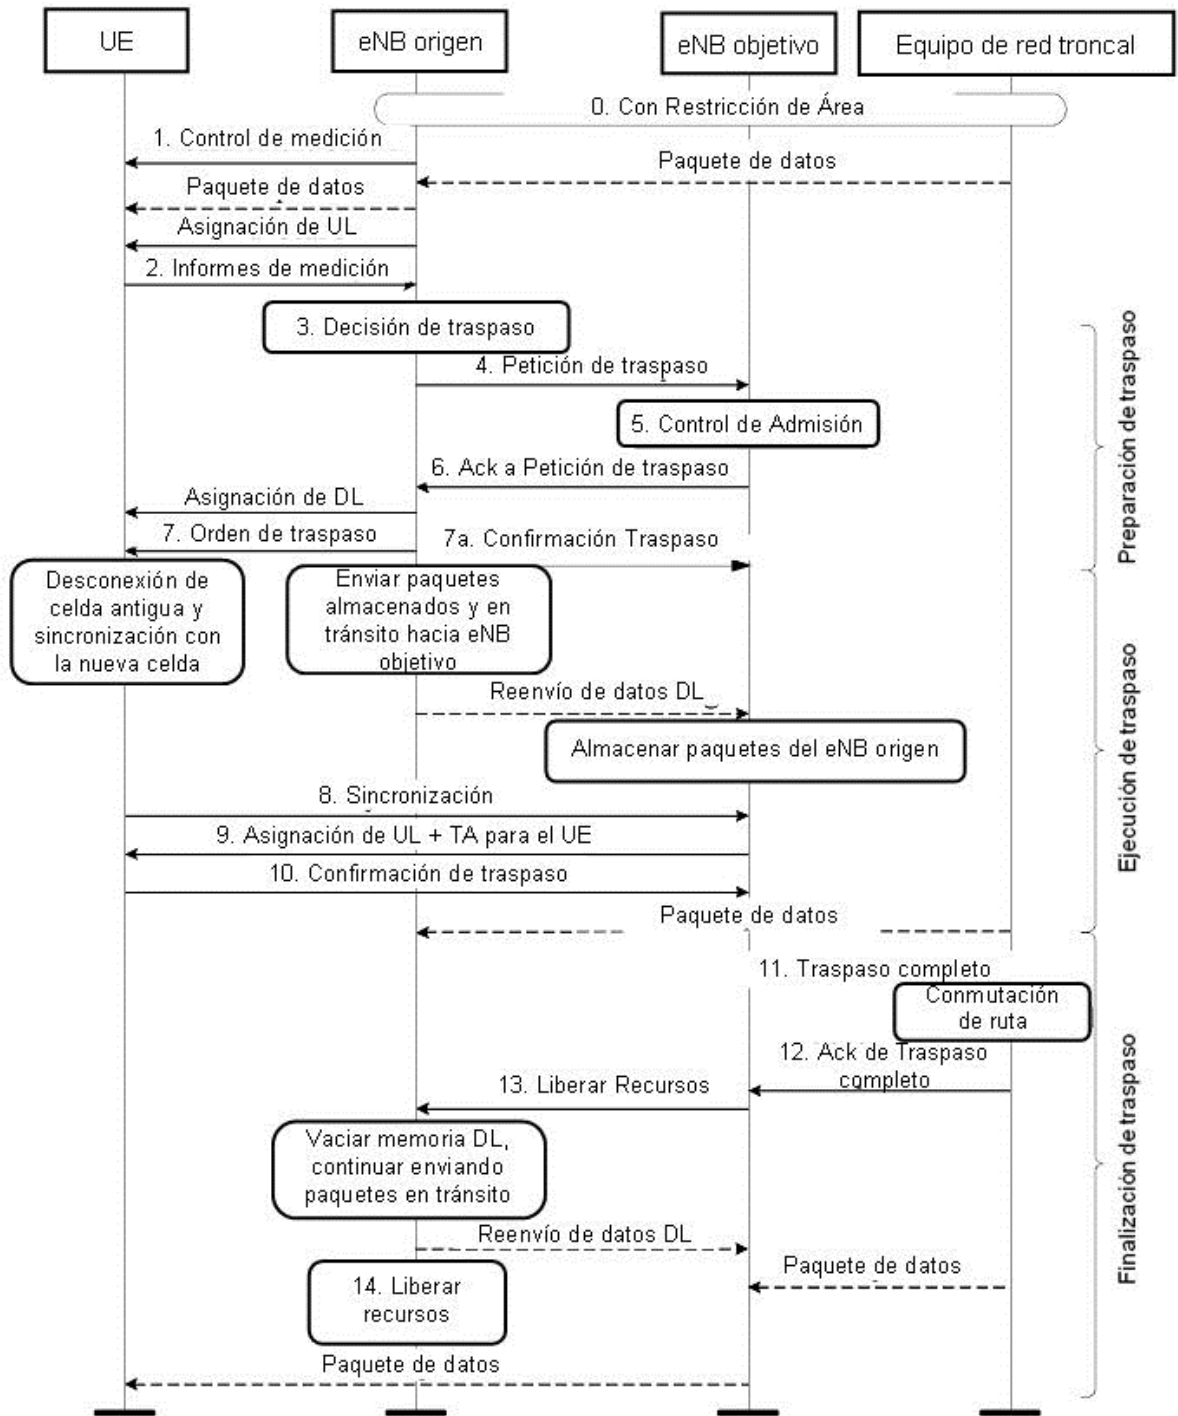 UE
eNB origen
eNB objetivo
Equipo de red troncal
0. Con Restricción de Área
1. Control de medición
Paquete de datos
Paquete de datos
Asignación de UL
2. Informes de medición
3. Decisión de traspaso
4. Petición de traspaso
5. Control de Admisión
6. Ack a Petición de traspaso
Asignación de DL
7. Orden de traspaso
7a. Confirmación Traspaso
Preparación de traspaso
Desconexión de
celda antigua y
sincronización con
la nueva celda
Enviar paquetes
almacenados y en
tránsito hacia eNB
objetivo
Reenvío de datos DL
Almacenar paquetes del eNB origen
8. Sincronización
9. Asignación de UL + TA para el UE
10. Confirmación de traspaso
Ejecución de traspaso
Paquete de datos
11. Traspaso completo
Conmutación
de ruta
12. Ack de Traspaso
completo
13. Liberar Recursos
Vaciar memoria DL,
continuar enviando
paquetes en tránsito
Reenvío de datos DL
Paquete de datos
14. Liberar
recursos
Paquete de datos
Finalización de traspaso